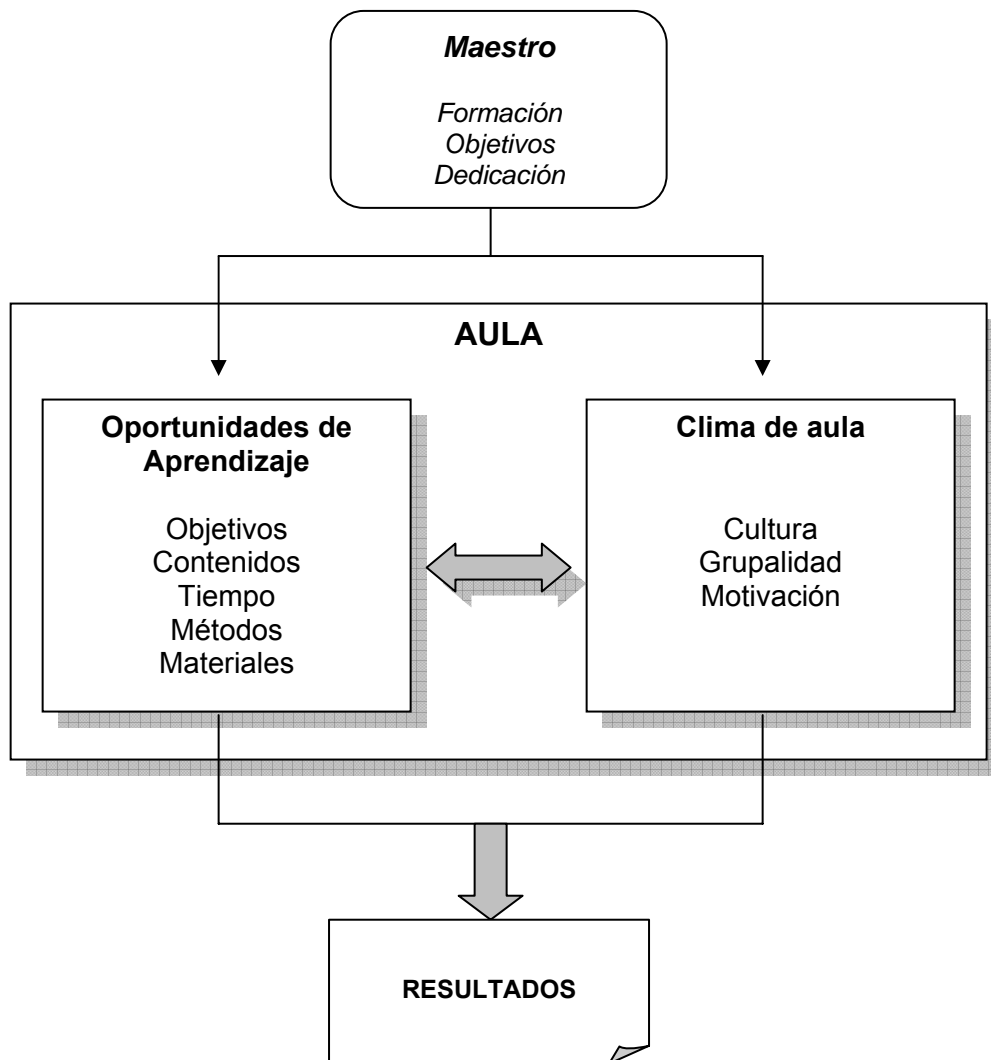 Maestro
Formación
Objetivos
Dedicación
AULA
Oportunidades de
Aprendizaje
Objetivos
Contenidos
Tiempo
Métodos
Materiales
Clima de aula
Cultura
Grupalidad
Motivación
RESULTADOS